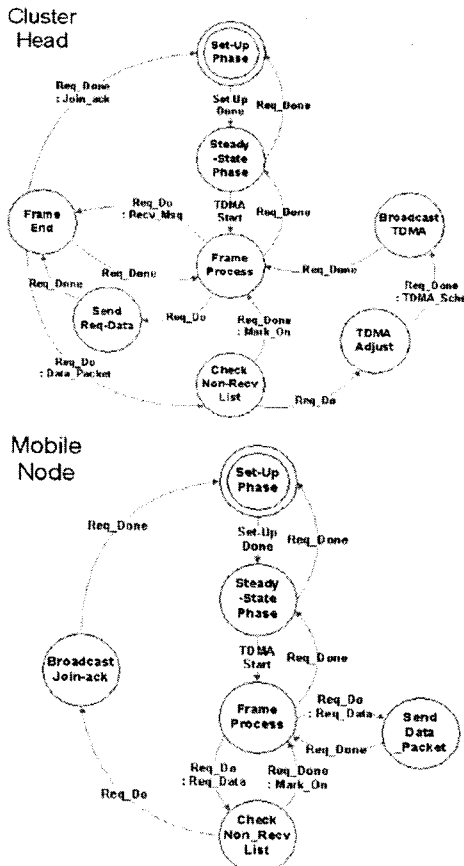 Cluster
Head
Set-Up
Phase
Req_Done
: Join_ack
Set-Up
Done
Req_Done
Steady
-State
Phase
Req_Do
: Recv_Msq
TDMA
Start
Req_Done
Frame
End
Broadcast
TDMA
Frame
Process
Req_Done
Req_Done
Req_Done
Req_Done
: TDMA_Sche
Send
Req-Data
Req_Do
Req_Done
: Mark_On
TDMA
Adjust
Req_Do
: Data_Packet
Check
Non-Recv
List
Req_Do
Mobile
Node
Set-Up
Phase
Req_Done
Set-Up
Done
Req_Done
Steady
-State
Phase
Broadcast
Join-ack
TDMA
Start
Req_Done
Frame
Process
Req_Do
: Req_Data
Send
Data
_Packet
Req_Done
Req_Do
: Req_Data
Req_Done
: Mark_On
Req_Do
Check
Non_Recv
List